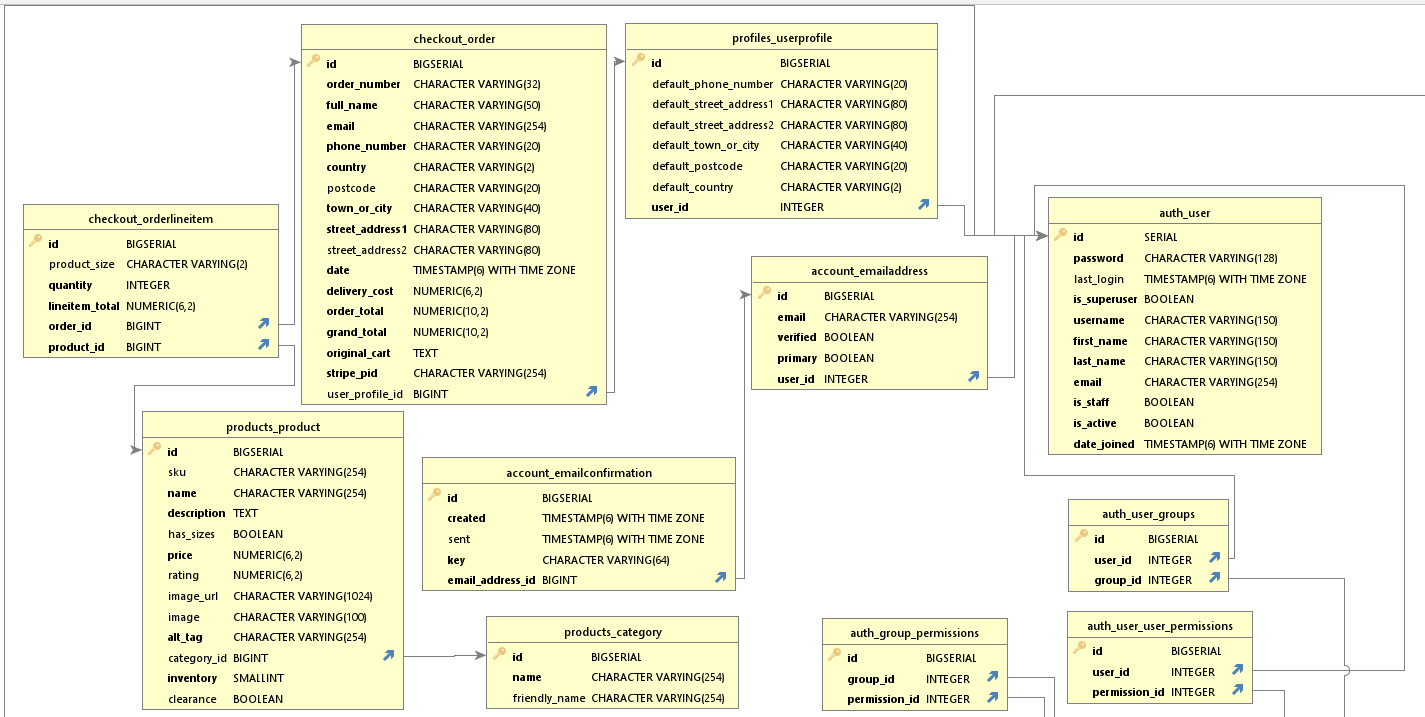 checkout_order
id BIGSERIAL
order_number CHARACTER VARYING(32)
full_name CHARACTER VARYING(50)
email CHARACTER VARYING(254)
phone_number CHARACTER VARYING(20)
country CHARACTER VARYING(2)
postcode CHARACTER VARYING(20)
town_or_city CHARACTER VARYING(40)
street_address1 CHARACTER VARYING(80)
street_address2 CHARACTER VARYING(80)
date TIMESTAMP(6) WITH TIME ZONE
delivery_cost NUMERIC(6,2)
order_total NUMERIC(10,2)
grand_total NUMERIC(10,2)
original_cart TEXT
stripe_pid CHARACTER VARYING(254)
user_profile_id BIGINT
profiles_userprofile
id BIGSERIAL
default_phone_number CHARACTER VARYING(20)
default_street_address1 CHARACTER VARYING(80)
default_street_address2 CHARACTER VARYING(80)
default_town_or_city CHARACTER VARYING(40)
default_postcode CHARACTER VARYING(20)
default_country CHARACTER VARYING(2)
user_id INTEGER
checkout_orderlineitem
id BIGSERIAL
product_size CHARACTER VARYING(2)
quantity INTEGER
lineitem_total NUMERIC(6,2)
order_id BIGINT
product_id BIGINT
auth_user
id SERIAL
password CHARACTER VARYING(128)
last_login TIMESTAMP(6) WITH TIME ZONE
is_superuser BOOLEAN
username CHARACTER VARYING(150)
first_name CHARACTER VARYING(150)
last_name CHARACTER VARYING(150)
email CHARACTER VARYING(254)
is_staff BOOLEAN
is_active BOOLEAN
date_joined TIMESTAMP(6) WITH TIME ZONE
account_emailaddress
id BIGSERIAL
email CHARACTER VARYING(254)
verified BOOLEAN
primary BOOLEAN
user_id INTEGER
products_product
id BIGSERIAL
sku CHARACTER VARYING(254)
name CHARACTER VARYING(254)
description TEXT
has_sizes BOOLEAN
price NUMERIC(6,2)
rating NUMERIC(6,2)
image_url CHARACTER VARYING(1024)
image CHARACTER VARYING(100)
alt_tag CHARACTER VARYING(254)
category_id BIGINT
inventory SMALLINT
clearance BOOLEAN
account_emailconfirmation
id BIGSERIAL
created TIMESTAMP(6) WITH TIME ZONE
sent TIMESTAMP(6) WITH TIME ZONE
key CHARACTER VARYING(64)
email_address_id BIGINT
auth_user_groups
id BIGSERIAL
user_id INTEGER
group_id INTEGER
products_category
id BIGSERIAL
name CHARACTER VARYING(254)
friendly_name CHARACTER VARYING(254)
auth_group_permissions
id BIGSERIAL
group_id INTEGER
permission_id INTEGER
auth_user_user_permissions
id BIGSERIAL
user_id INTEGER
permission_id INTEGER